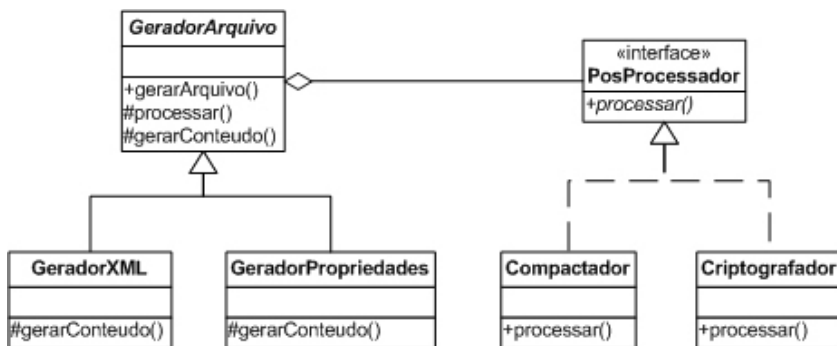 GeradorArquivo
+gerarArquivo()
#processar()
#gerarConteudo()
«interface»
PosProcessador
+processar()
GeradorXML
#gerarConteudo()
GeradorPropriedades
#gerarConteudo()
Compactador
+processar()
Criptografador
+processar()